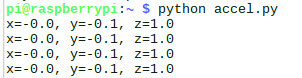 pi@raspberrypi:~ $ python accel.py
x=-0.0, y=-0.1, z=1.0
x=-0.0, y=-0.1, z=1.0
x=-0.0, y=-0.1, z=1.0
x=-0.0, y=-0.1, z=1.0